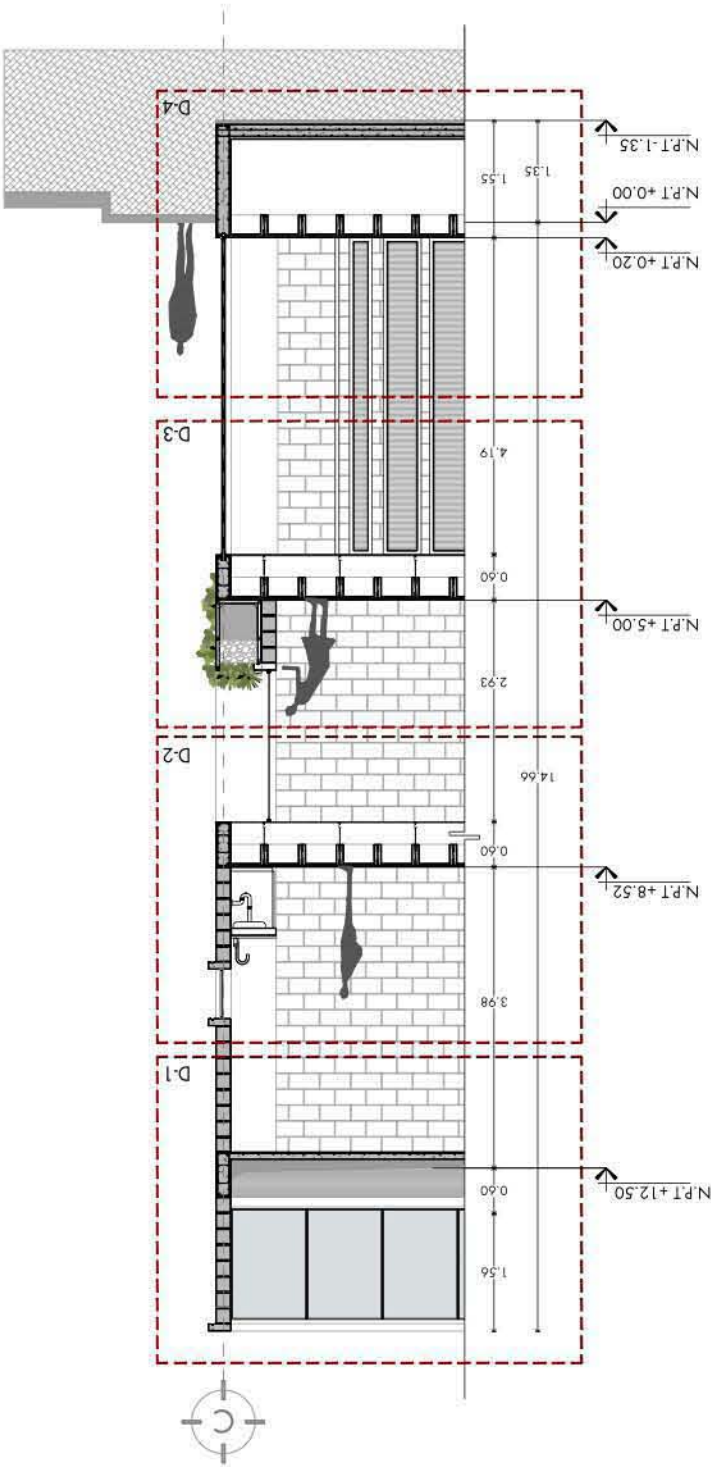 C
1.56
N.P.T +12.50
0.60
D-1
3.98
N.P.T +8.52
0.60
14.66
D-2
2.93
N.P.T +5.00
0.60
4.19
D-3
N.P.T +0.20
N.P.T +0.00
1.35
1.55
N.P.T -1.35
D-4